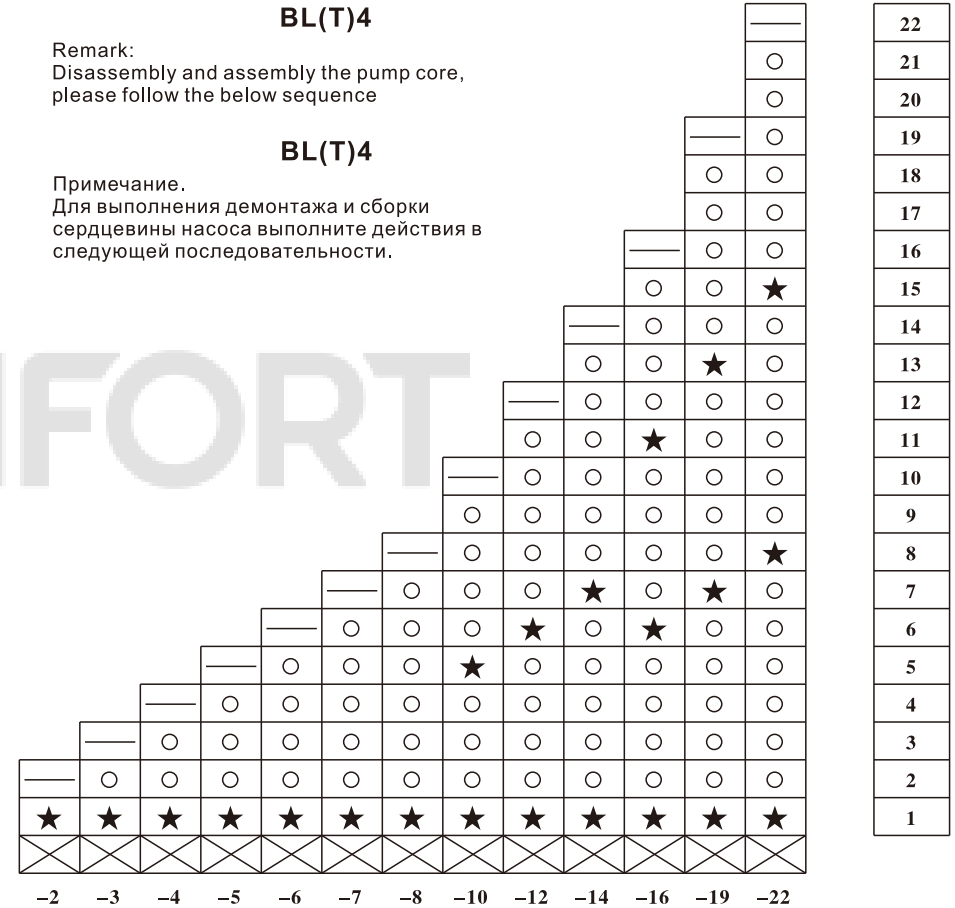 BL(T)4
Remark:
Disassembly and assembly the pump core,
please follow the below sequence
BL(T)4
Примечание.
Для выполнения демонтажа и сборки
сердцевины насоса выполните действия в
следующей последовательности.
FORT
22
21
20
19
18
17
16
15
14
13
12
11
10
9
8
7
6
5
4
3
2
1
–2 –3 –4 –5 –6 –7 –8 –10 –12 –14 –16 –19 –22